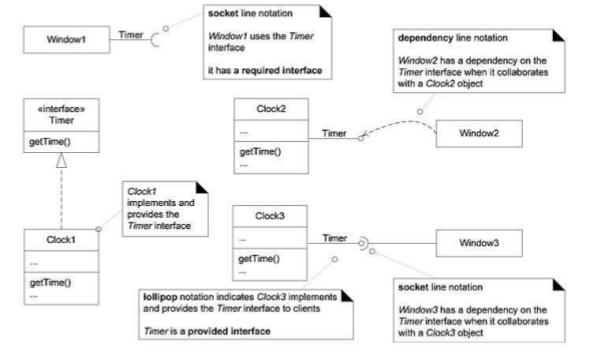 Window1
Timer
socket line notation
Window1 uses the Timer
interface
it has a required interface
dependency line notation
Window2 has a dependency on the
Timer interface when it collaborates
with a Clock2 object
«interface»
Timer
getTime()
Clock2
...
getTime()
...
Timer
Window2
Clock1
implements and
provides the
Timer interface
Clock1
...
getTime()
...
Clock3
...
getTime()
...
Timer
Window3
lollipop notation indicates Clock3 implements
and provides the Timer interface to clients
Timer is a provided interface
socket line notation
Window3 has a dependency on the
Timer interface when it collaborates
with a Clock3 object